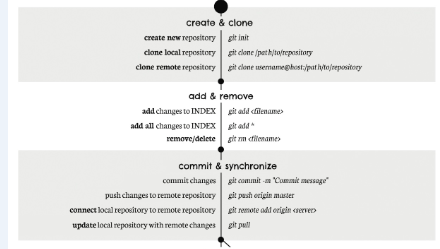 create & clone
create new repository git init
clone local repository git clone /path/to/repository
clone remote repository git clone username@host:/path/to/repository
add & remove
add changes to INDEX git add <filename>
add all changes to INDEX git add *
remove/delete git rm <filename>
commit & synchronize
commit changes git commit -m "Commit message"
push changes to remote repository git push origin master
connect local repository to remote repository git remote add origin <server>
update local repository with remote changes git pull